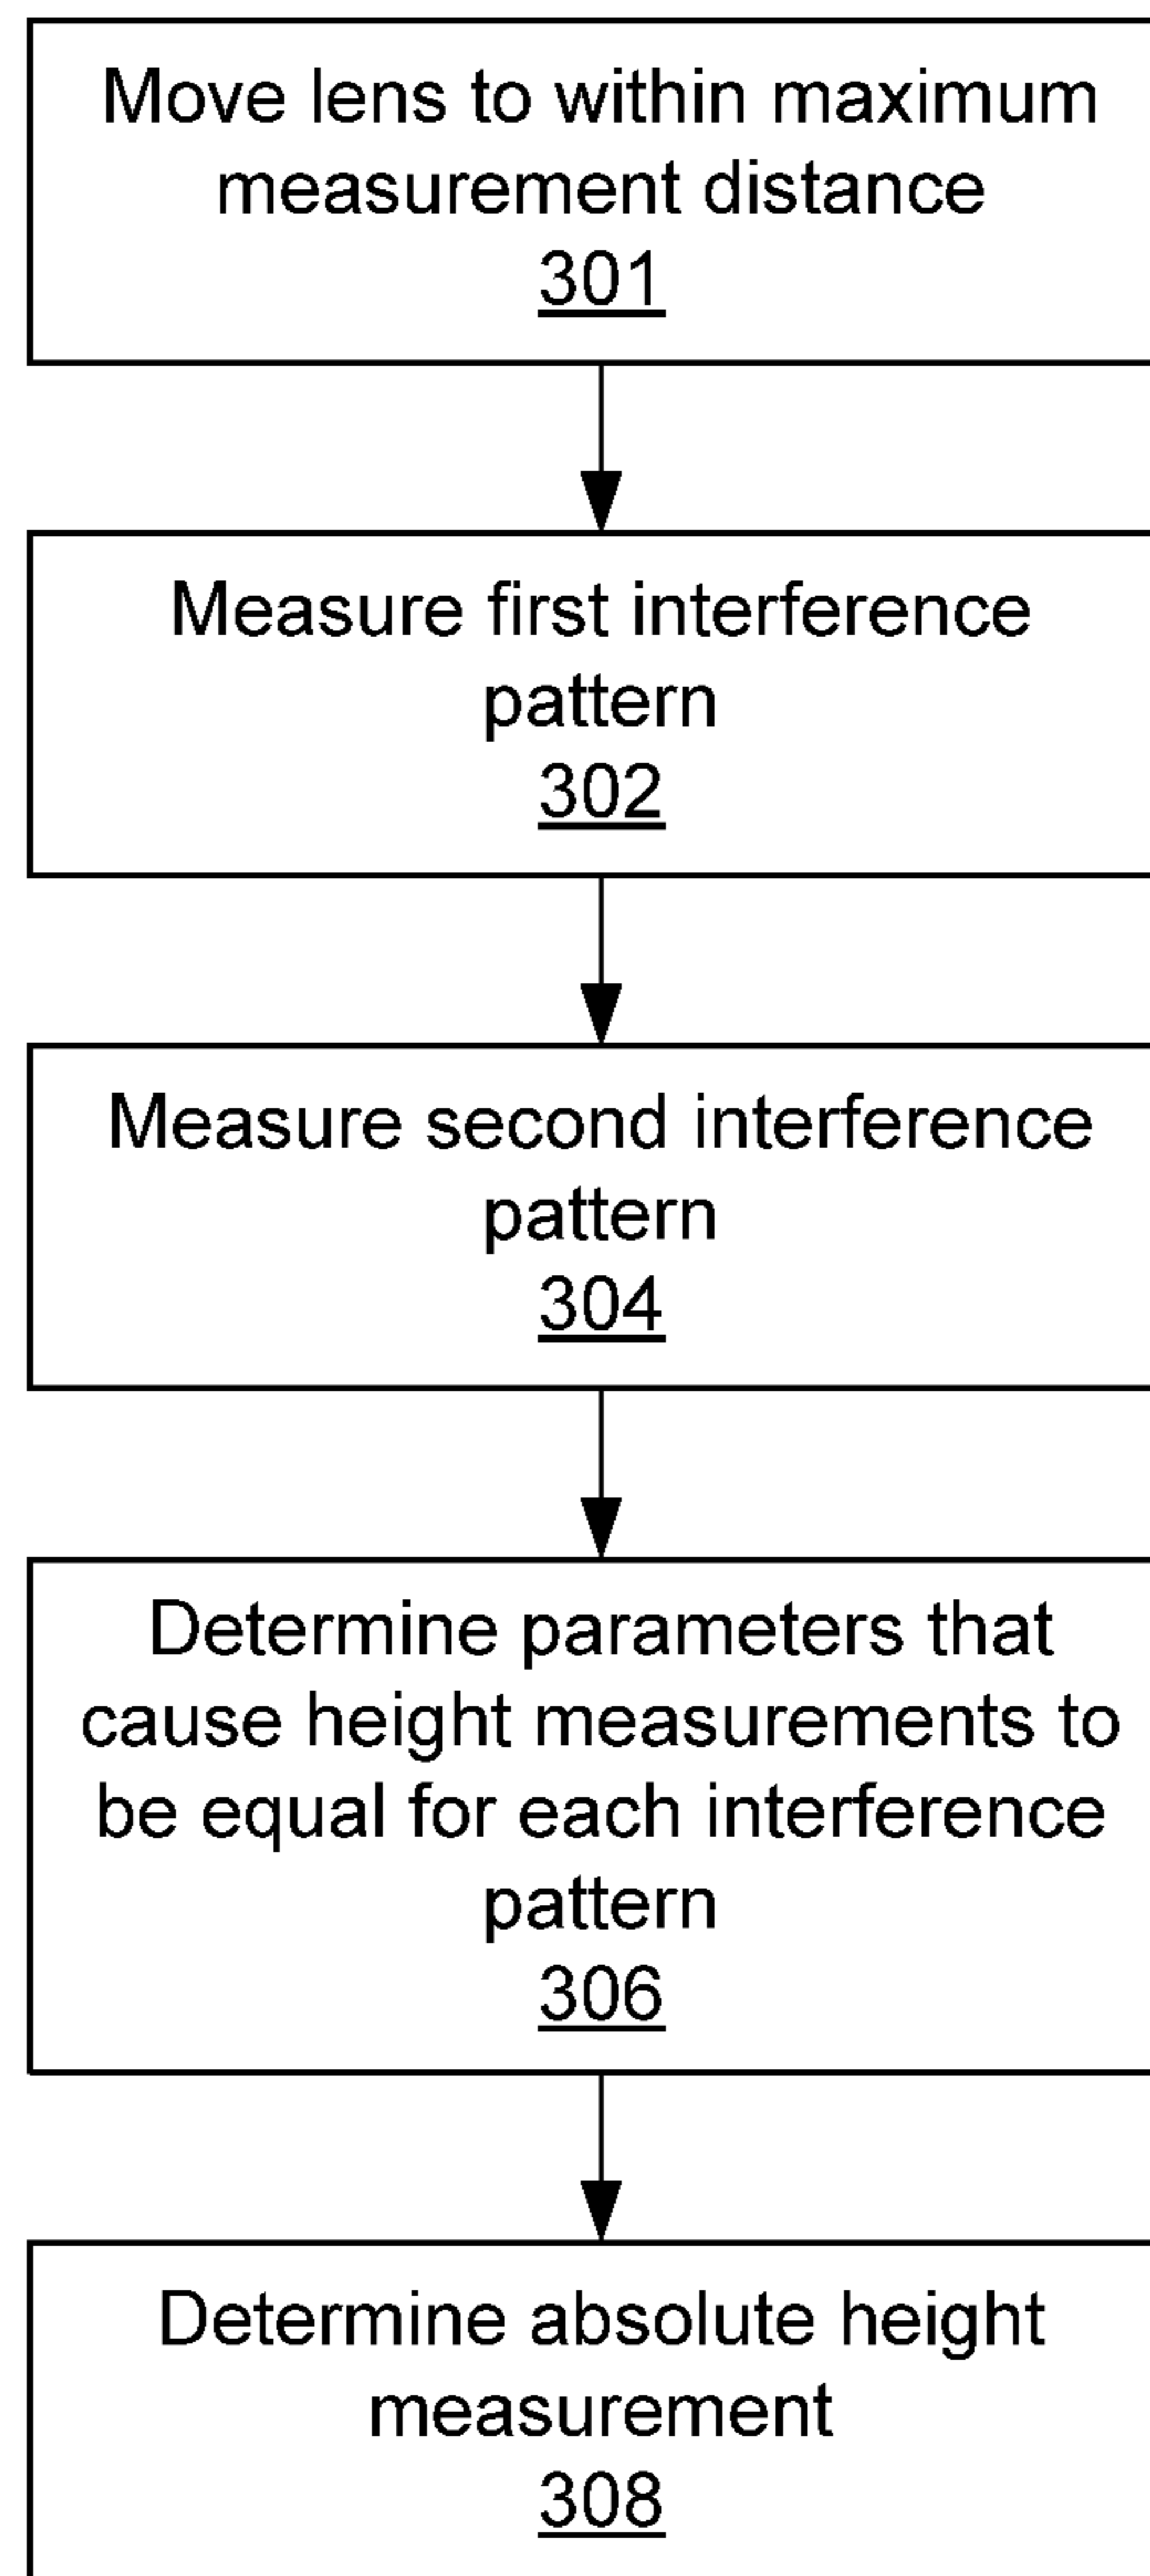 Move lens to within maximum
measurement distance
301
Measure first interference
pattern
302
Measure second interference
pattern
304
Determine parameters that
cause height measurements to
be equal for each interference
pattern
306
Determine absolute height
measurement
308